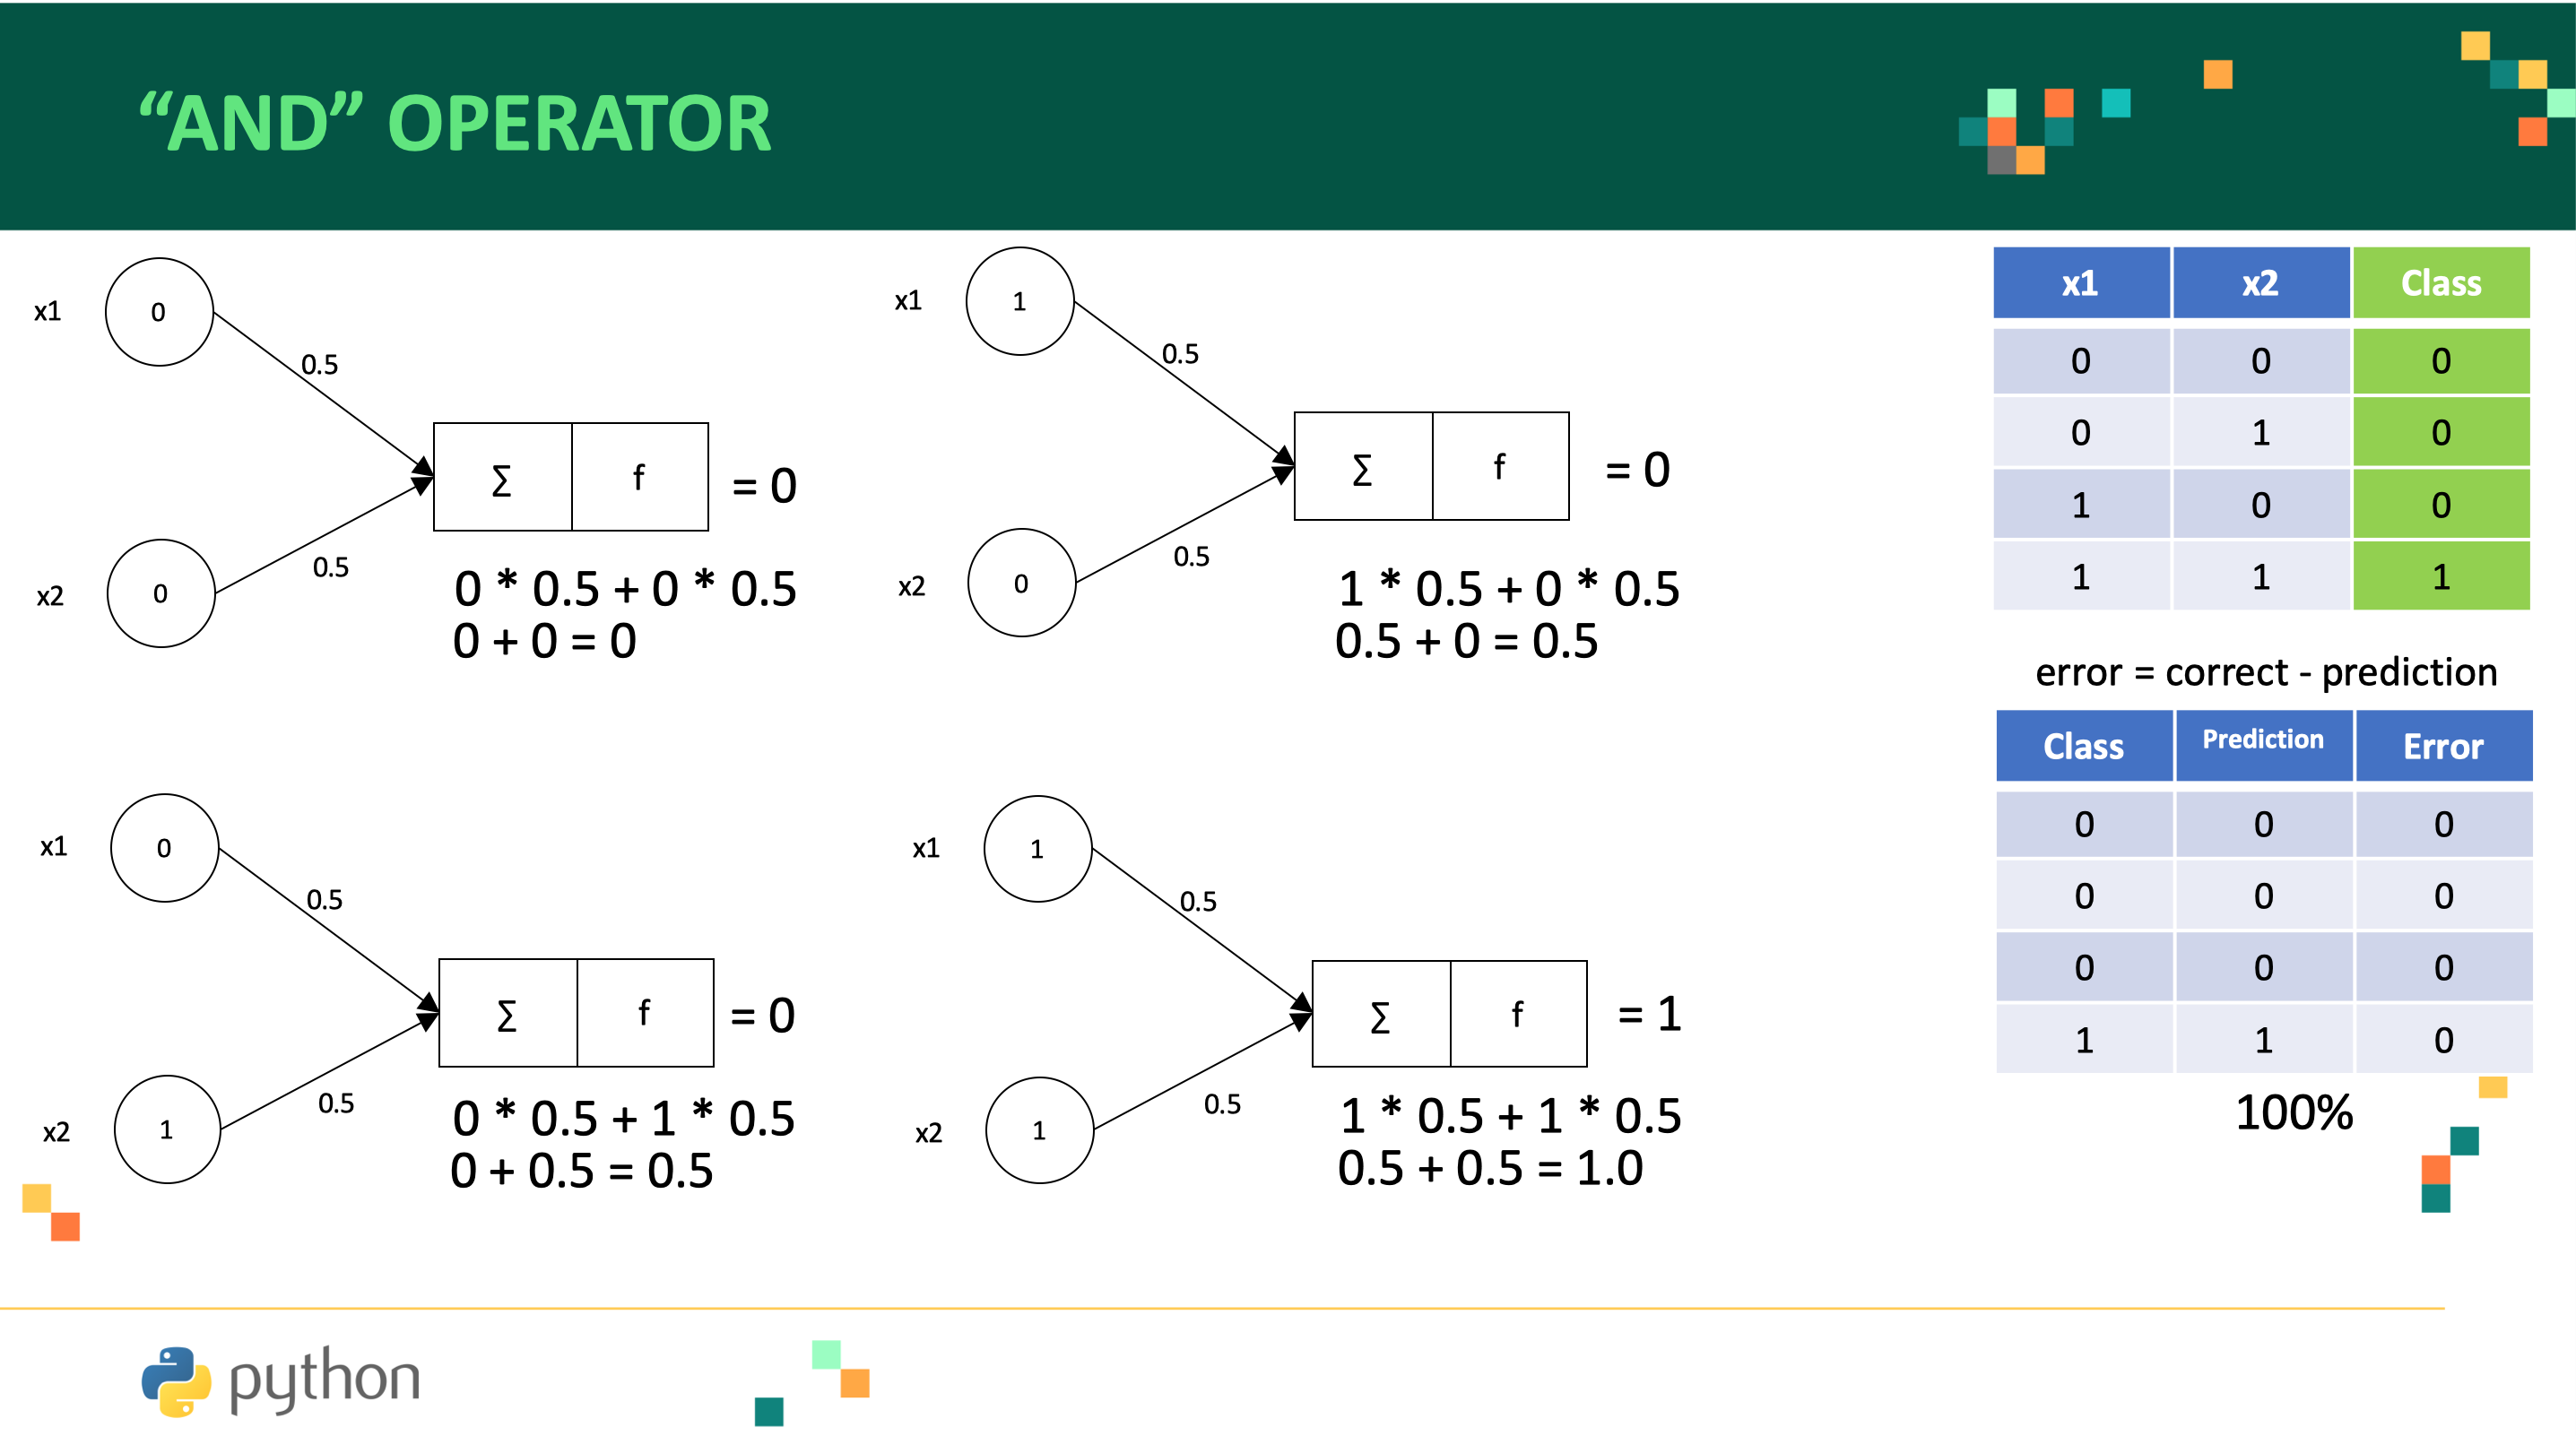 “AND” OPERATOR
x1
0
0.5
Σ
f
= 0
0.5
x2
0
0 * 0.5 + 0 * 0.5
0 + 0 = 0
x1
1
0.5
Σ
f
= 0
0.5
x2
0
1 * 0.5 + 0 * 0.5
0.5 + 0 = 0.5
x1
0
0.5
Σ
f
= 0
0.5
x2
1
0 * 0.5 + 1 * 0.5
0 + 0.5 = 0.5
x1
1
0.5
Σ
f
= 1
0.5
x2
1
1 * 0.5 + 1 * 0.5
0.5 + 0.5 = 1.0
x1 x2 Class
0 0 0
0 1 0
1 0 0
1 1 1
error = correct - prediction
Class Prediction Error
0 0 0
0 0 0
0 0 0
1 1 0
100%
python